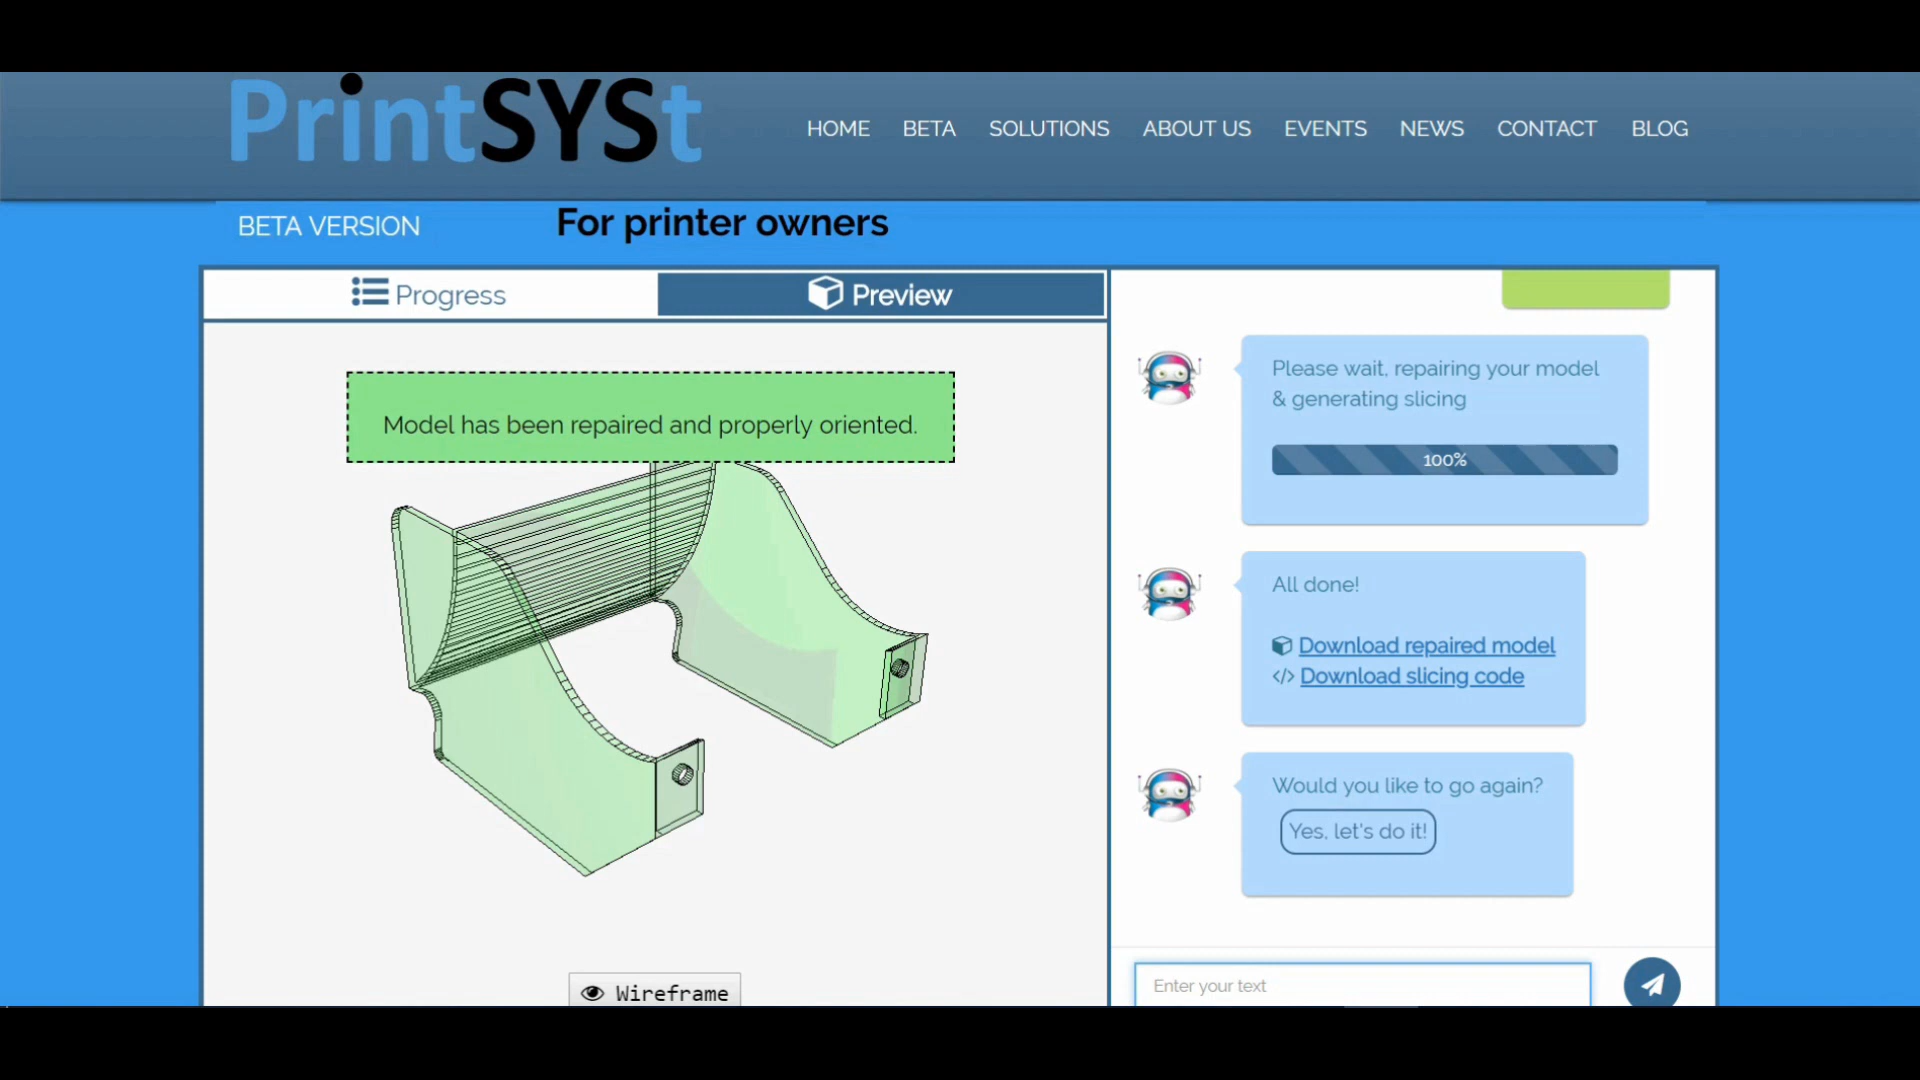 PrintSYSt
HOME BETA SOLUTIONS ABOUT US EVENTS NEWS CONTACT BLOG
BETA VERSION
For printer owners
Progress
Preview
Model has been repaired and properly oriented.
Wireframe
Please wait, repairing your model
& generating slicing
100%
All done!
Download repaired model
</> Download slicing code
Would you like to go again?
Yes, let's do it!
Enter your text